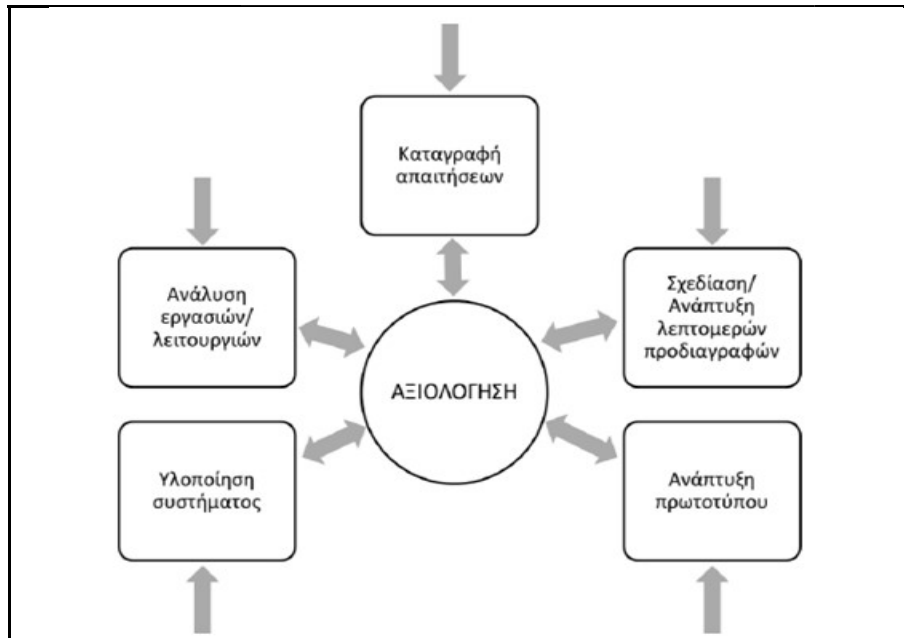 Καταγραφή
απαιτήσεων
Ανάλυση
εργασιών/
λειτουργιών
Σχεδίαση/
Ανάπτυξη
λεπτομερών
προδιαγραφών
ΑΞΙΟΛΟΓΗΣΗ
Υλοποίηση
συστήματος
Ανάπτυξη
πρωτοτύπου